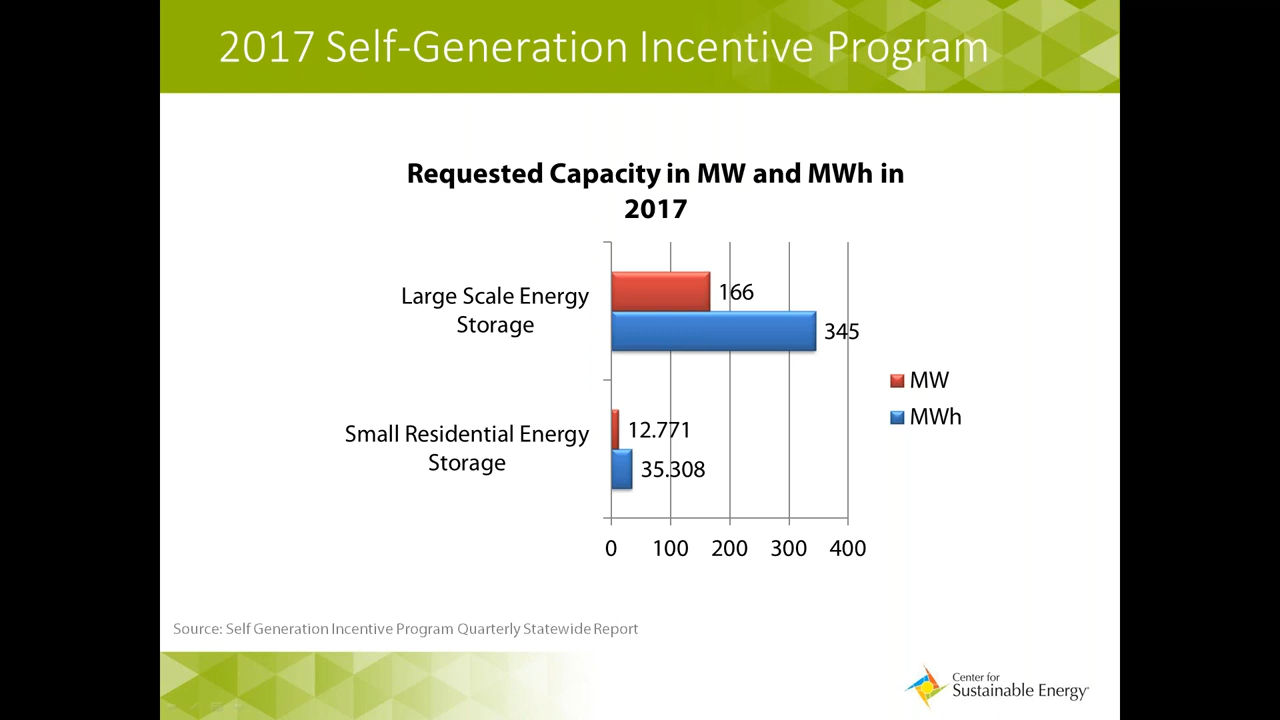 2017 Self-Generation Incentive Program
Requested Capacity in MW and MWh in
2017
Large Scale Energy
Storage
166
345
Small Residential Energy
Storage
12.771
35.308
MW
MWh
0 100 200 300 400
Source: Self Generation Incentive Program Quarterly Statewide Report
Center for
Sustainable Energy